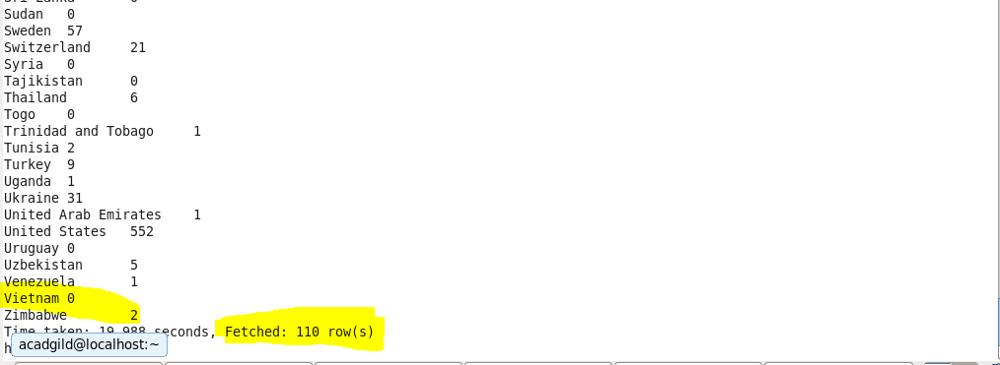 Sri Lanka 0
Sudan 0
Sweden 57
Switzerland 21
Syria 0
Tajikistan 0
Thailand 6
Togo 0
Trinidad and Tobago 1
Tunisia 2
Turkey 9
Uganda 1
Ukraine 31
United Arab Emirates 1
United States 552
Uruguay 0
Uzbekistan 5
Venezuela 1
Vietnam 0
Zimbabwe 2
Time taken: 19.988 seconds, Fetched: 110 row(s)
h
acadgild@localhost:~